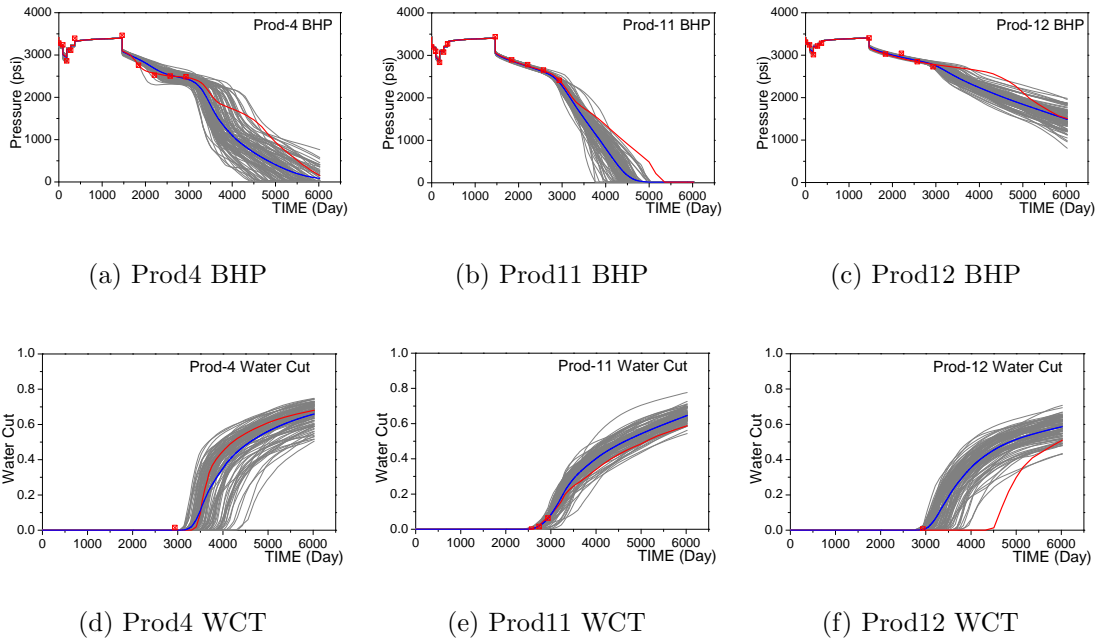 Prod-4 BHP
Pressure (psi)
4000
3000
2000
1000
0
0 1000 2000 3000 4000 5000 6000
TIME (Day)
(a) Prod4 BHP
Prod-11 BHP
Pressure (psi)
4000
3000
2000
1000
0
0 1000 2000 3000 4000 5000 6000
TIME (Day)
(b) Prod11 BHP
Prod-12 BHP
Pressure (psi)
4000
3000
2000
1000
0
0 1000 2000 3000 4000 5000 6000
TIME (Day)
(c) Prod12 BHP
Prod-4 Water Cut
Water Cut
1.0
0.8
0.6
0.4
0.2
0.0
0 1000 2000 3000 4000 5000 6000
TIME (Day)
(d) Prod4 WCT
Prod-11 Water Cut
Water Cut
1.0
0.8
0.6
0.4
0.2
0.0
0 1000 2000 3000 4000 5000 6000
TIME (Day)
(e) Prod11 WCT
Prod-12 Water Cut
Water Cut
1.0
0.8
0.6
0.4
0.2
0.0
0 1000 2000 3000 4000 5000 6000
TIME (Day)
(f) Prod12 WCT